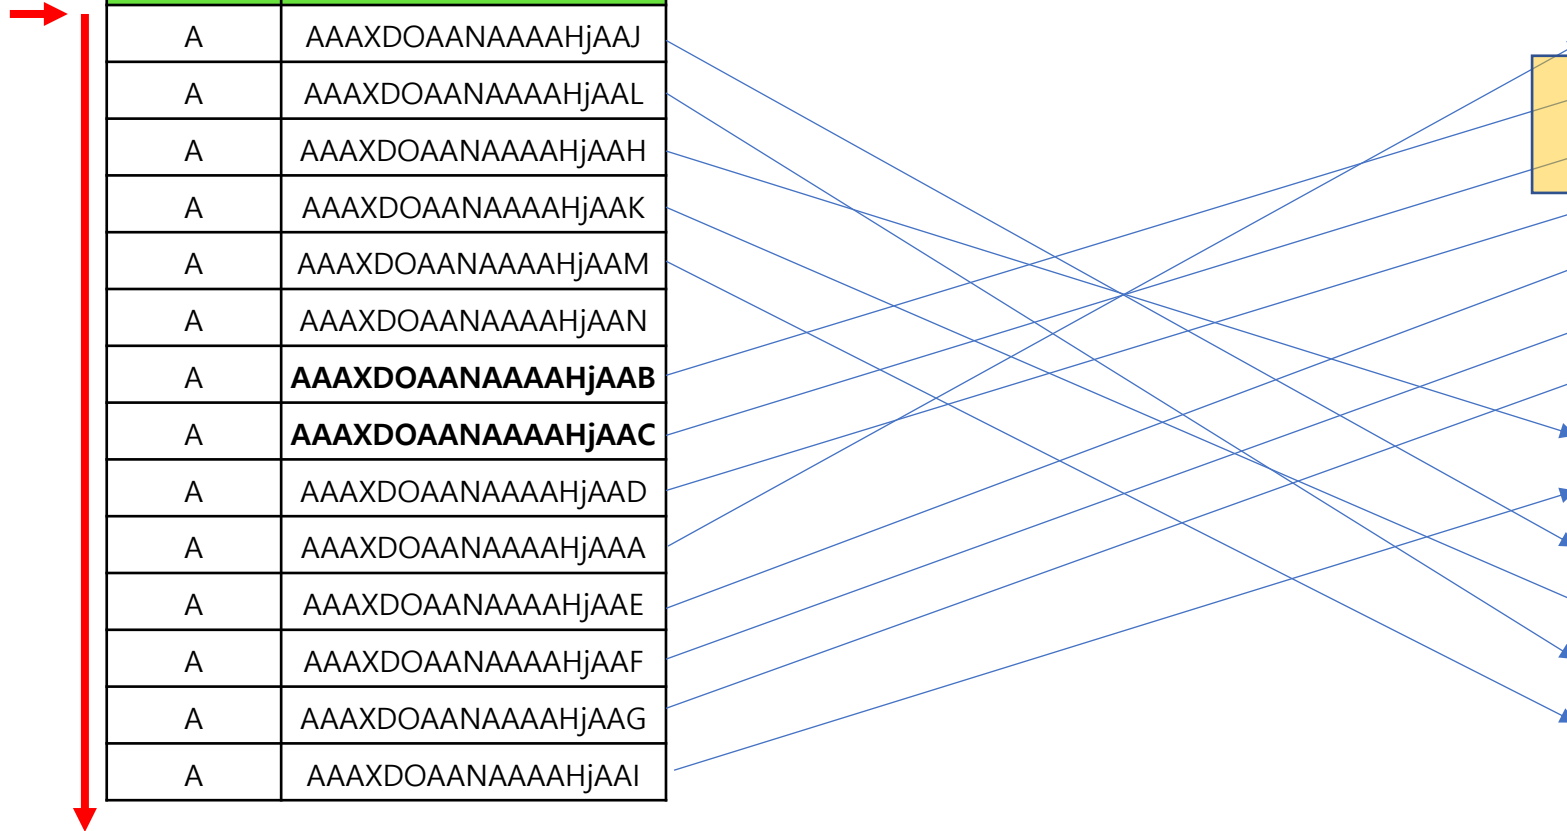 A AAAXDOAANAAAAHjAAJ
A AAAXDOAANAAAAHjAAL
A AAAXDOAANAAAAHjAAH
A AAAXDOAANAAAAHjAAK
A AAAXDOAANAAAAHjAAM
A AAAXDOAANAAAAHjAAN
A AAAXDOAANAAAAHjAAB
A AAAXDOAANAAAAHjAAC
A AAAXDOAANAAAAHjAAD
A AAAXDOAANAAAAHjAAA
A AAAXDOAANAAAAHjAAE
A AAAXDOAANAAAAHjAAF
A AAAXDOAANAAAAHjAAG
A AAAXDOAANAAAAHjAAI